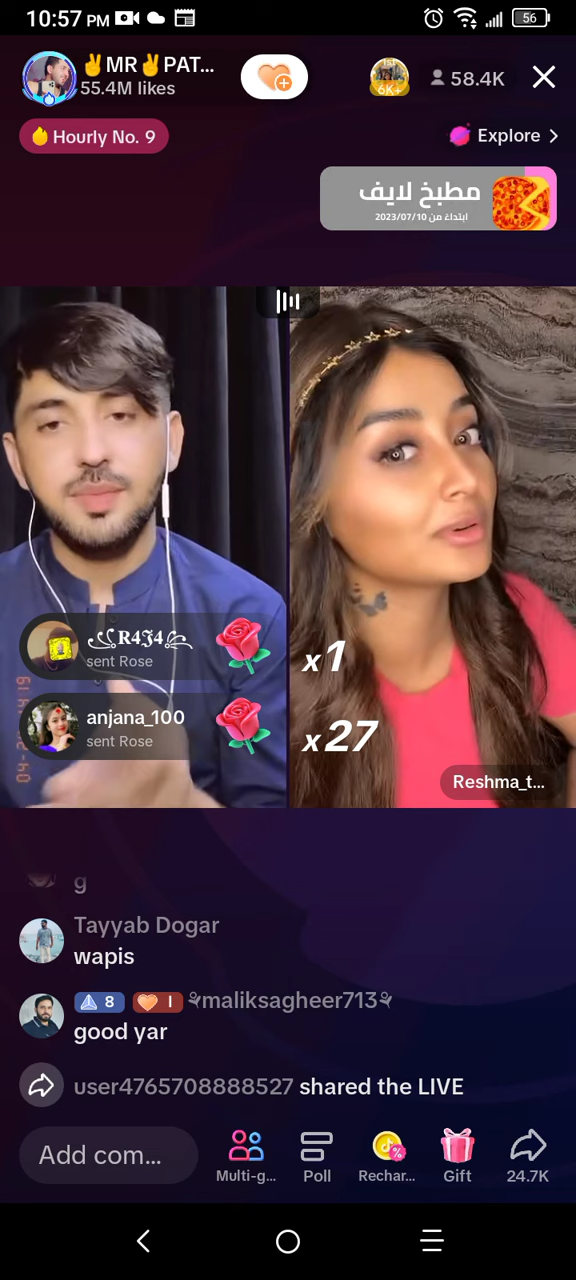 10:57 PM
56
✌MR✌PAT...
55.4M likes
6K+
58.4K
Hourly No. 9
Explore
مطبخ لايف
ابتداءً من 2023/07/10
R4J4
sent Rose
x1
anjana_100
sent Rose
x27
Reshma_t...
g
Tayyab Dogar
wapis
8 I maliksagheer713
good yar
user4765708888527 shared the LIVE
Add com...
Multi-g...
Poll
Rechar...
Gift
24.7K